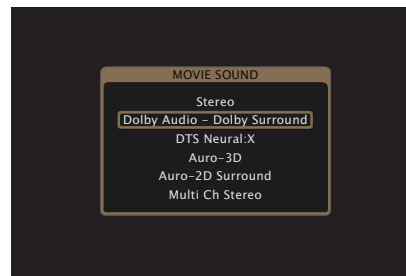 MOVIE SOUND
Stereo
Dolby Audio – Dolby Surround
DTS Neural:X
Auro-3D
Auro-2D Surround
Multi Ch Stereo